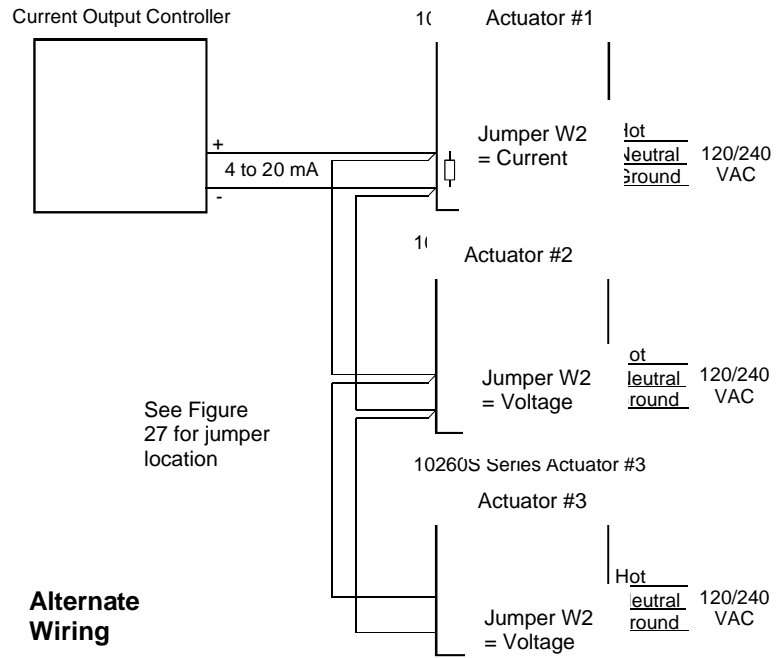 Current Output Controller
Actuator #1
+
4 to 20 mA
-
Jumper W2
= Current
Neutral
Ground
120/240
VAC
Actuator #2
Jumper W2
= Voltage
120/240
VAC
See Figure
27 for jumper
location
10260S Series Actuator #3
Actuator #3
Hot
Jumper W2
= Voltage
120/240
VAC
Alternate
Wiring